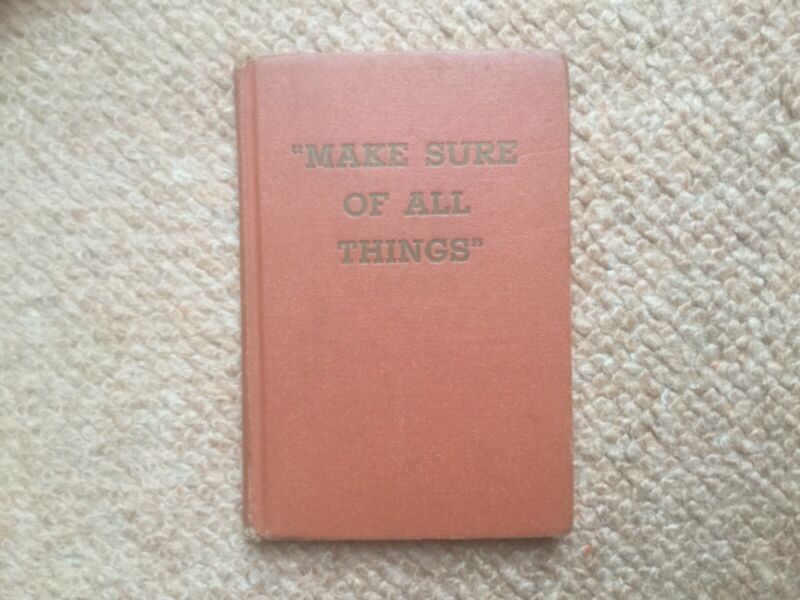 "MAKE SURE
OF ALL
THINGS"